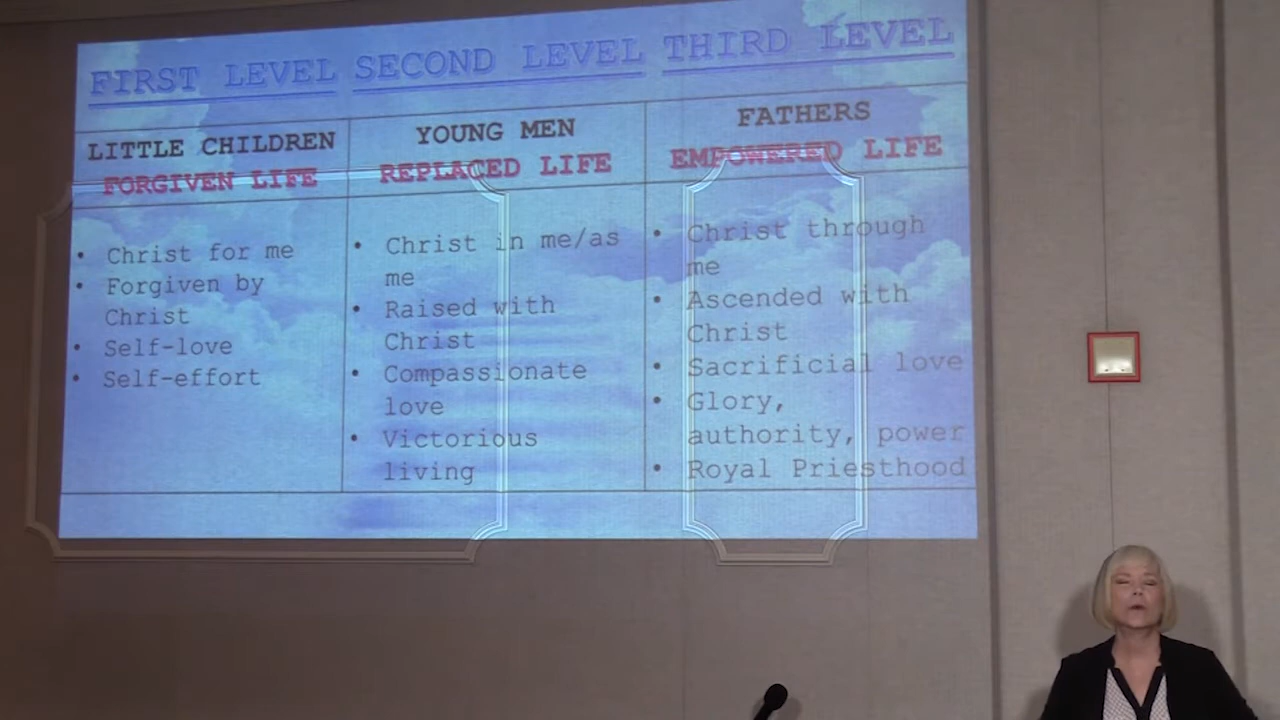 FIRST LEVEL
SECOND LEVEL
THIRD LEVEL
LITTLE CHILDREN
FORGIVEN LIFE
YOUNG MEN
REPLACED LIFE
FATHERS
EMPOWERED LIFE
• Christ for me
• Forgiven by
Christ
• Self-love
• Self-effort
• Christ in me/as
me
• Raised with
Christ
• Compassionate
love
• Victorious
living
• Christ through
me
• Ascended with
Christ
• Sacrificial love
• Glory,
authority, power
• Royal Priesthood